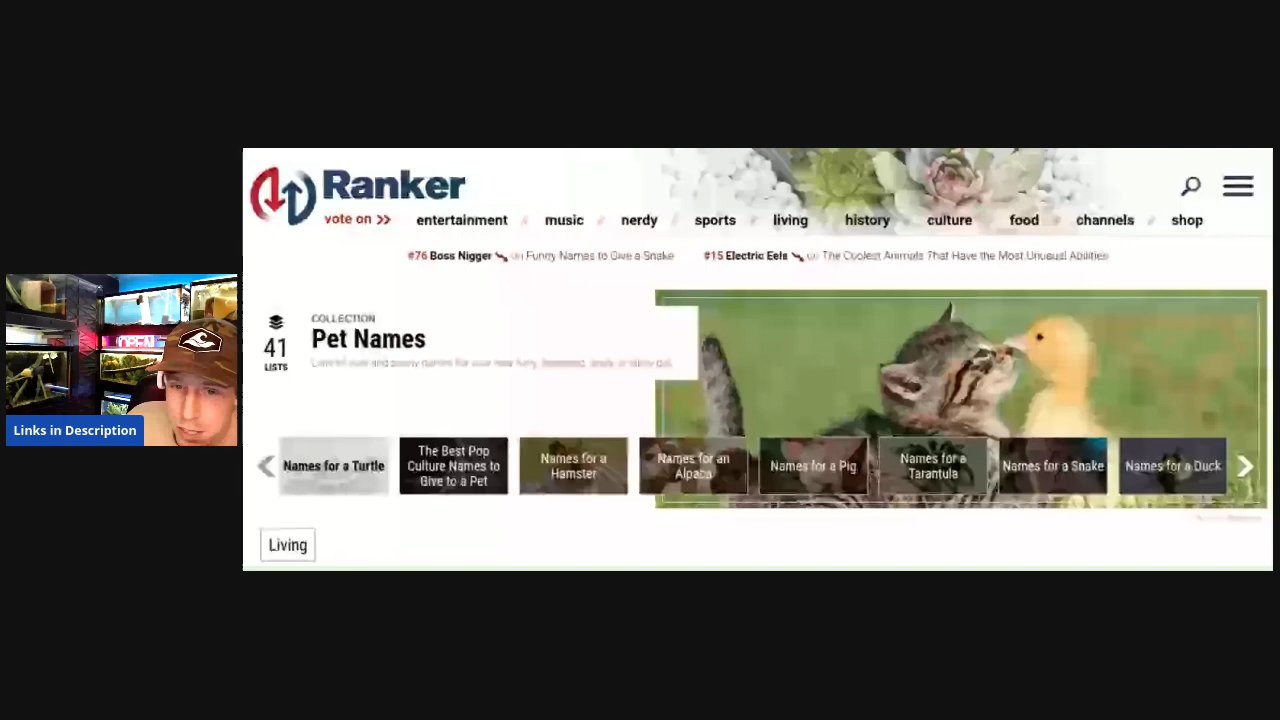 Ranker
vote on >>
entertainment / music / nerdy / sports / living / history / culture / food / channels / shop
#76 Boss Nigger on Funny Names to Give a Snake
#15 Electric Eels on The Coolest Animals That Have the Most Unusual Abilities
COLLECTION
41
LISTS
Pet Names
Names for a Turtle
The Best Pop
Culture Names to
Give to a Pet
Names for a
Hamster
Names for an
Alpaca
Names for a Pig
Names for a
Tarantula
Names for a Snake
Names for a Duck
Living
OPEN
Links in Description